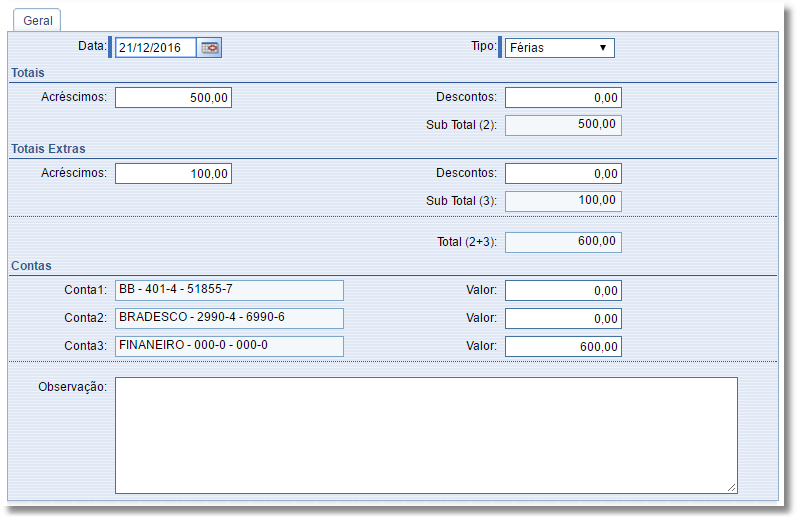 Geral
Data: 21/12/2016 Tipo: Férias
Totais
Acréscimos: 500,00 Descontos: 0,00
Sub Total (2): 500,00
Totais Extras
Acréscimos: 100,00 Descontos: 0,00
Sub Total (3): 100,00
Total (2+3): 600,00
Contas
Conta1: BB - 401-4 - 51855-7 Valor: 0,00
Conta2: BRADESCO - 2990-4 - 6990-6 Valor: 0,00
Conta3: FINANEIRO - 000-0 - 000-0 Valor: 600,00
Observação: